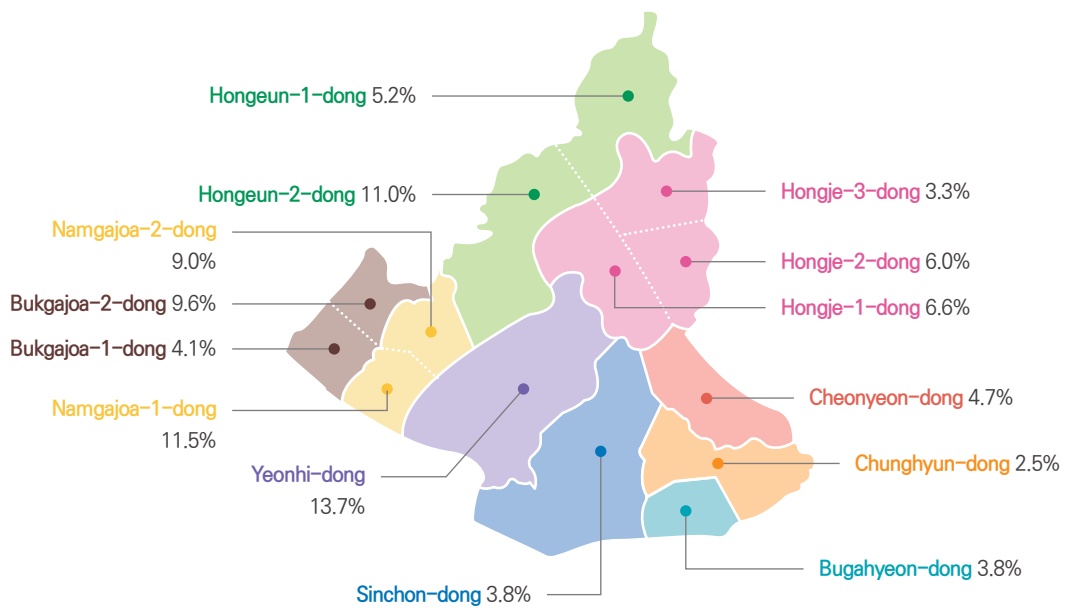 Hongeun-1-dong 5.2%
Hongeun-2-dong 11.0%
Namgajoa-2-dong
9.0%
Bukgajoa-2-dong 9.6%
Bukgajoa-1-dong 4.1%
Namgajoa-1-dong
11.5%
Yeonhi-dong
13.7%
Sinchon-dong 3.8%
Hongje-3-dong 3.3%
Hongje-2-dong 6.0%
Hongje-1-dong 6.6%
Cheonyeon-dong 4.7%
Chunghyun-dong 2.5%
Bugahyeon-dong 3.8%